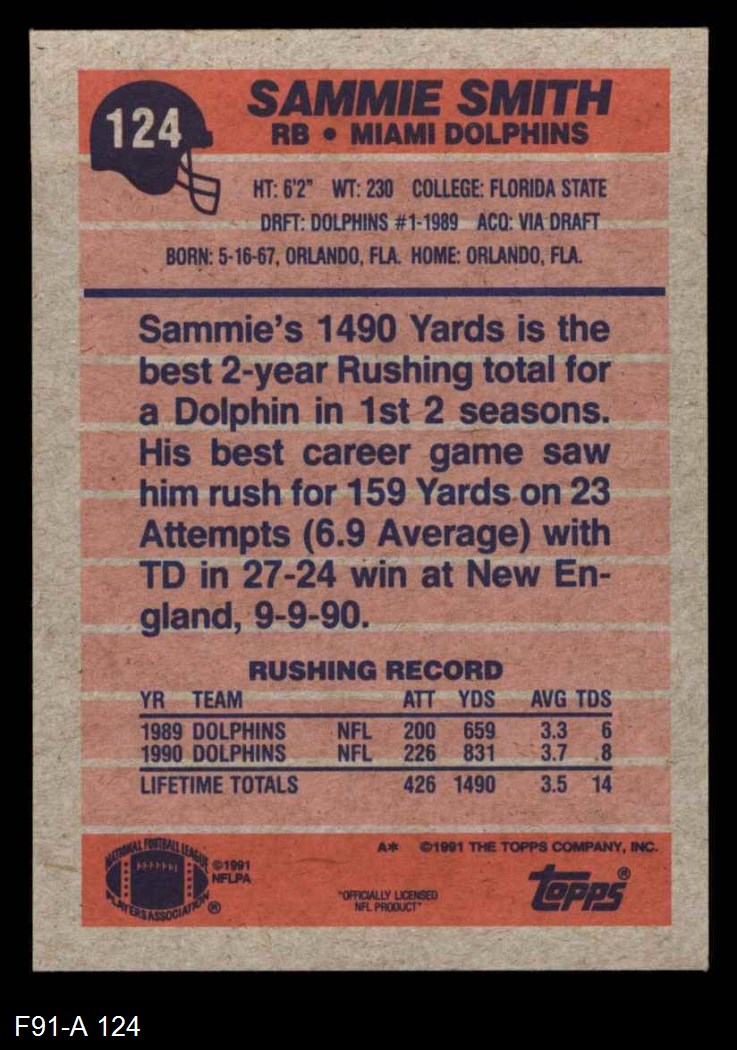 124
SAMMIE SMITH
RB • MIAMI DOLPHINS
HT: 6'2" WT: 230 COLLEGE: FLORIDA STATE
DRFT: DOLPHINS #1-1989 ACQ: VIA DRAFT
BORN: 5-16-67, ORLANDO, FLA. HOME: ORLANDO, FLA.
Sammie's 1490 Yards is the
best 2-year Rushing total for
a Dolphin in 1st 2 seasons.
His best career game saw
him rush for 159 Yards on 23
Attempts (6.9 Average) with
TD in 27-24 win at New En-
gland, 9-9-90.
RUSHING RECORD
YR TEAM ATT YDS AVG TDS
1989 DOLPHINS NFL 200 659 3.3 6
1990 DOLPHINS NFL 226 831 3.7 8
LIFETIME TOTALS 426 1490 3.5 14
A* ©1991 THE TOPPS COMPANY, INC.
NATIONAL FOOTBALL LEAGUE
PLAYERS ASSOCIATION ®
©1991
NFLPA
"OFFICIALLY LICENSED
NFL PRODUCT"
topps ®
F91-A 124